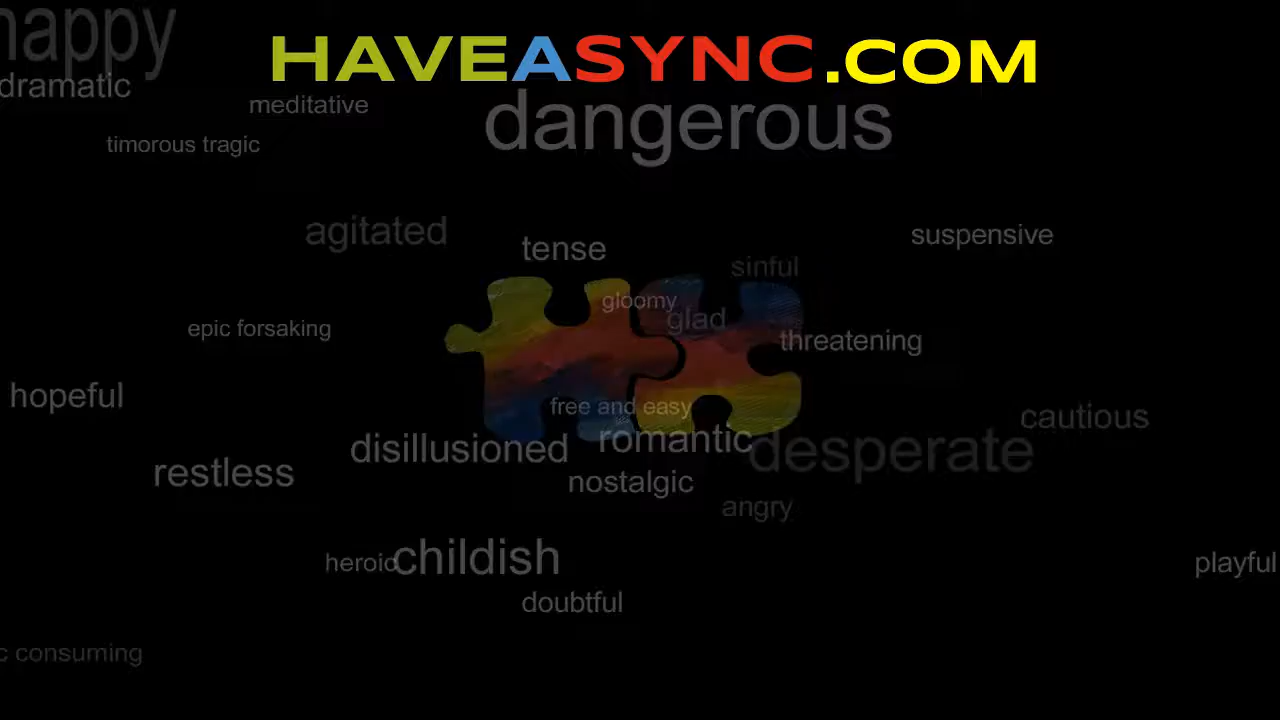 happy
HAVEASYNC.COM
dramatic
meditative
dangerous
timorous tragic
agitated
tense
suspensive
sinful
gloomy
glad
epic forsaking
threatening
hopeful
free and easy
cautious
disillusioned
romantic
desperate
restless
nostalgic
angry
heroic
childish
playful
doubtful
c consuming